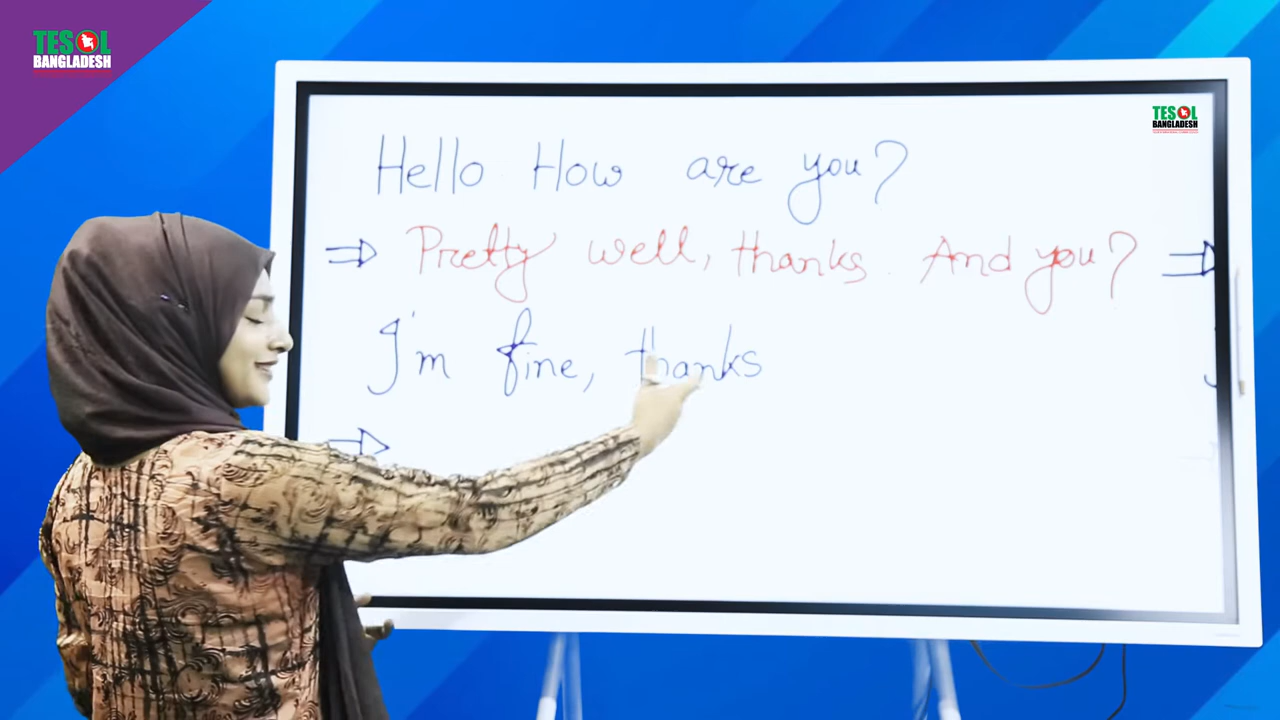 TESOL
BANGLADESH
TESOL
BANGLADESH
Hello How are you?
⇒ Pretty well, thanks. And you? ⇒
I'm fine, thanks
⇒